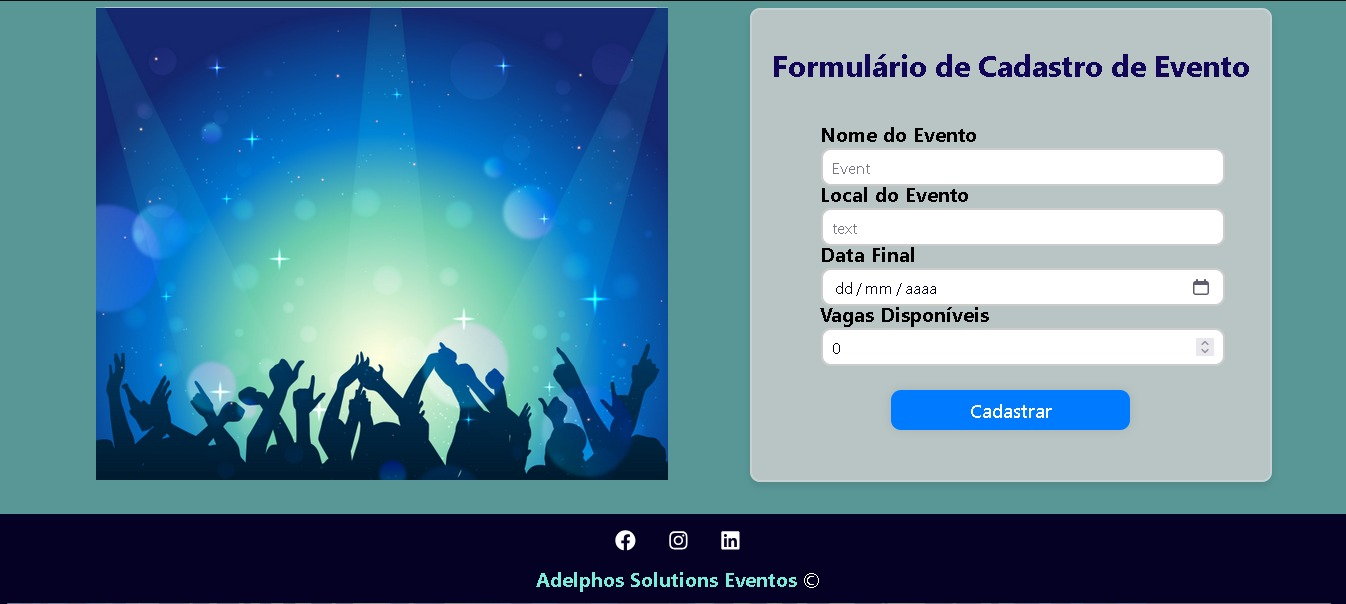 Formulário de Cadastro de Evento
Nome do Evento
Event
Local do Evento
text
Data Final
dd / mm / aaaa
Vagas Disponíveis
0
Cadastrar
Adelphos Solutions Eventos ©